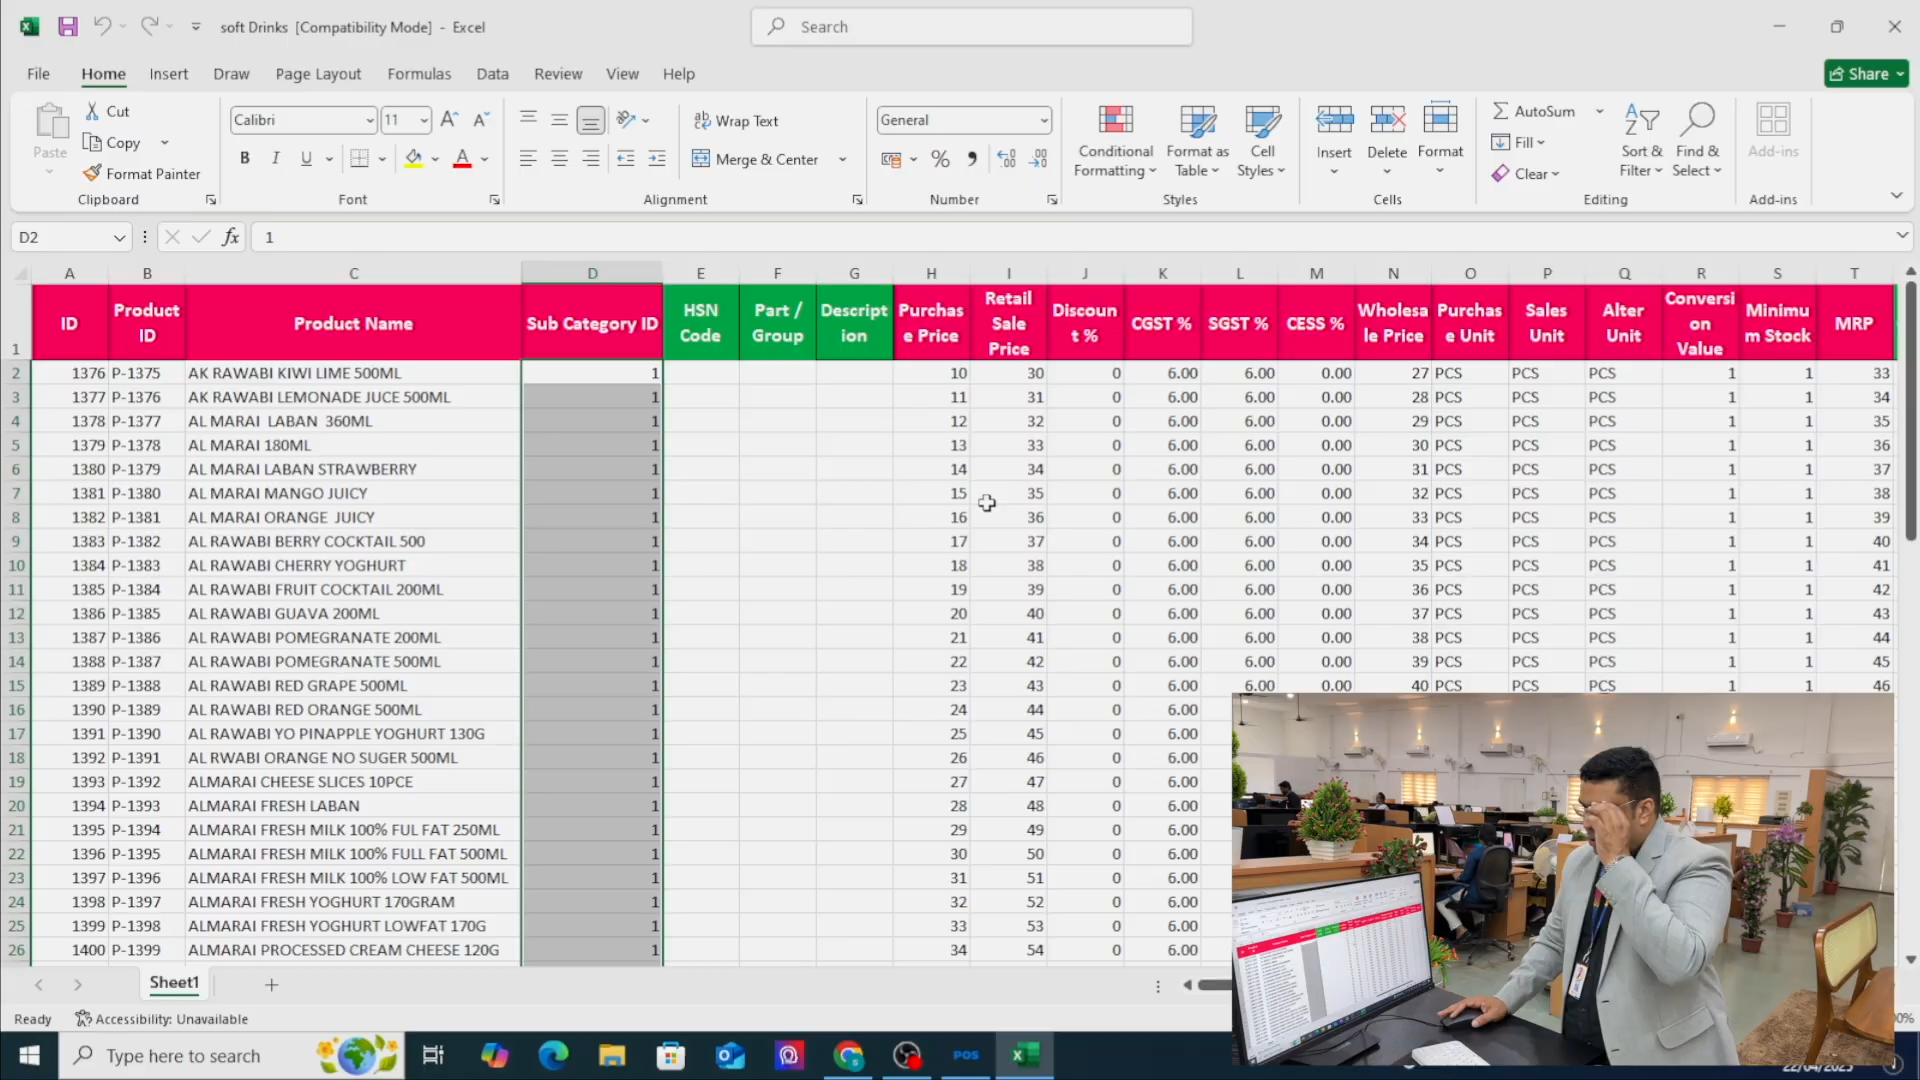 soft Drinks [Compatibility Mode] - Excel
Search
File Home Insert Draw Page Layout Formulas Data Review View Help
Share
Paste
Cut
Copy
Format Painter
Clipboard
Calibri 11
B I U
Font
Wrap Text
Merge & Center
Alignment
General
Number
Conditional Formatting
Format as Table
Cell Styles
Styles
Insert
Delete
Format
Cells
AutoSum
Fill
Clear
Sort & Filter
Find & Select
Editing
Add-ins
Add-ins
D2 fx 1
A B C D E F G H I J K L M N O P Q R S T
1 ID Product ID Product Name Sub Category ID HSN Code Part / Group Description Purchase Price Retail Sale Price Discount % CGST % SGST % CESS % Wholesale Price Purchase Unit Sales Unit Alter Unit Conversion Value Minimum Stock MRP
2 1376 P-1375 AK RAWABI KIWI LIME 500ML 1 10 30 0 6.00 6.00 0.00 27 PCS PCS PCS 1 1 33
3 1377 P-1376 AK RAWABI LEMONADE JUCE 500ML 1 11 31 0 6.00 6.00 0.00 28 PCS PCS PCS 1 1 34
4 1378 P-1377 AL MARAI LABAN 360ML 1 12 32 0 6.00 6.00 0.00 29 PCS PCS PCS 1 1 35
5 1379 P-1378 AL MARAI 180ML 1 13 33 0 6.00 6.00 0.00 30 PCS PCS PCS 1 1 36
6 1380 P-1379 AL MARAI LABAN STRAWBERRY 1 14 34 0 6.00 6.00 0.00 31 PCS PCS PCS 1 1 37
7 1381 P-1380 AL MARAI MANGO JUICY 1 15 35 0 6.00 6.00 0.00 32 PCS PCS PCS 1 1 38
8 1382 P-1381 AL MARAI ORANGE JUICY 1 16 36 0 6.00 6.00 0.00 33 PCS PCS PCS 1 1 39
9 1383 P-1382 AL RAWABI BERRY COCKTAIL 500 1 17 37 0 6.00 6.00 0.00 34 PCS PCS PCS 1 1 40
10 1384 P-1383 AL RAWABI CHERRY YOGHURT 1 18 38 0 6.00 6.00 0.00 35 PCS PCS PCS 1 1 41
11 1385 P-1384 AL RAWABI FRUIT COCKTAIL 200ML 1 19 39 0 6.00 6.00 0.00 36 PCS PCS PCS 1 1 42
12 1386 P-1385 AL RAWABI GUAVA 200ML 1 20 40 0 6.00 6.00 0.00 37 PCS PCS PCS 1 1 43
13 1387 P-1386 AL RAWABI POMEGRANATE 200ML 1 21 41 0 6.00 6.00 0.00 38 PCS PCS PCS 1 1 44
14 1388 P-1387 AL RAWABI POMEGRANATE 500ML 1 22 42 0 6.00 6.00 0.00 39 PCS PCS PCS 1 1 45
15 1389 P-1388 AL RAWABI RED GRAPE 500ML 1 23 43 0 6.00 6.00 0.00 40 PCS PCS PCS 1 1 46
16 1390 P-1389 AL RAWABI RED ORANGE 500ML 1 24 44 0 6.00
17 1391 P-1390 AL RAWABI YO PINAPPLE YOGHURT 130G 1 25 45 0 6.00
18 1392 P-1391 AL RWABI ORANGE NO SUGER 500ML 1 26 46 0 6.00
19 1393 P-1392 ALMARAI CHEESE SLICES 10PCE 1 27 47 0 6.00
20 1394 P-1393 ALMARAI FRESH LABAN 1 28 48 0 6.00
21 1395 P-1394 ALMARAI FRESH MILK 100% FUL FAT 250ML 1 29 49 0 6.00
22 1396 P-1395 ALMARAI FRESH MILK 100% FULL FAT 500ML 1 30 50 0 6.00
23 1397 P-1396 ALMARAI FRESH MILK 100% LOW FAT 500ML 1 31 51 0 6.00
24 1398 P-1397 ALMARAI FRESH YOGHURT 170GRAM 1 32 52 0 6.00
25 1399 P-1398 ALMARAI FRESH YOGHURT LOWFAT 170G 1 33 53 0 6.00
26 1400 P-1399 ALMARAI PROCESSED CREAM CHEESE 120G 1 34 54 0 6.00
Sheet1
Ready Accessibility: Unavailable
Type here to search
POS